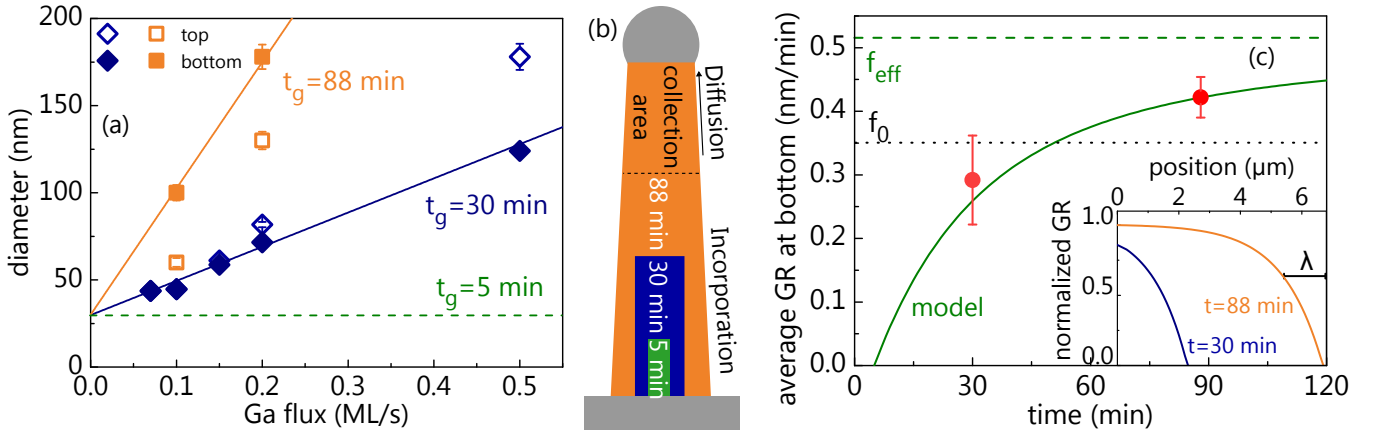 (a)
200
150
100
50
0
diameter (nm)
0.0
0.1
0.2
0.3
0.4
0.5
Ga flux (ML/s)
top
bottom
t_g=88 min
t_g=30 min
t_g=5 min
(b)
Diffusion
collection
area
88 min
30 min
5 min
Incorporation
(c)
0.5
0.4
0.3
0.2
0.1
0.0
average GR at bottom (nm/min)
0
30
60
90
120
time (min)
f_eff
f_0
model
position (µm)
0
2
4
6
1.0
0.5
0.0
normalized GR
λ
t=88 min
t=30 min